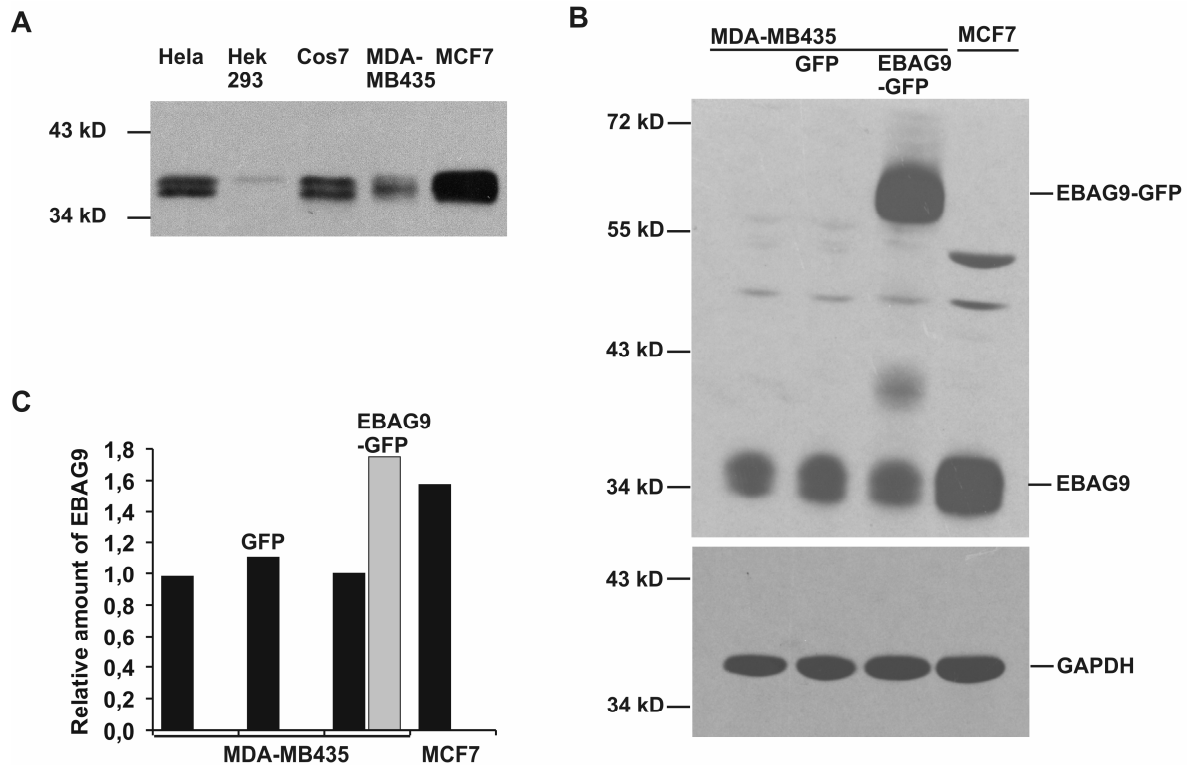 A
Hela Hek Cos7 MDA- MCF7
293 MB435
43 kD
34 kD
B
MDA-MB435 MCF7
GFP EBAG9
-GFP
72 kD
EBAG9-GFP
55 kD
43 kD
34 kD
EBAG9
43 kD
GAPDH
34 kD
C
EBAG9
-GFP
GFP
Relative amount of EBAG9
1,8
1,6
1,4
1,2
1,0
0,8
0,6
0,4
0,2
0,0
MDA-MB435 MCF7